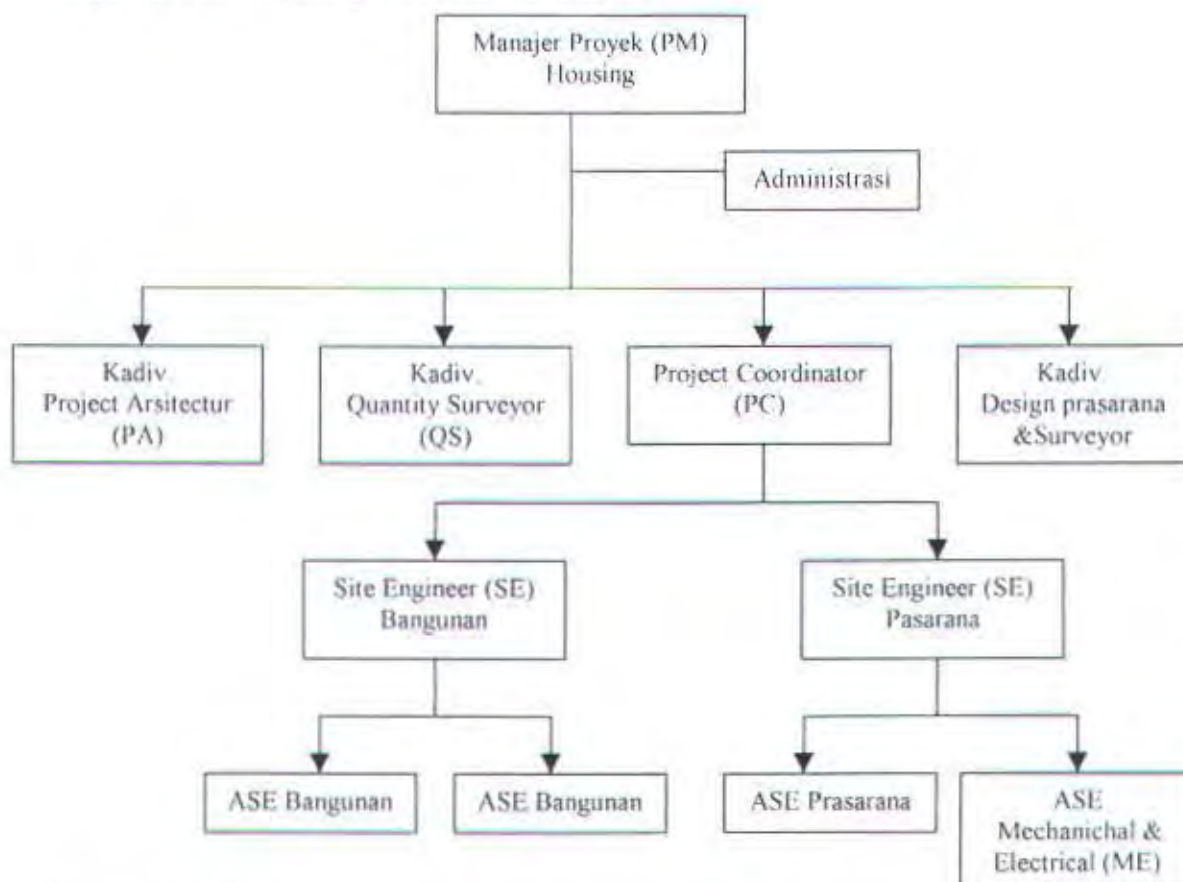 Manajer Proyek (PM)
Housing
Administrasi
Kadiv.
Project Arsitectur
(PA)
Kadiv.
Quantity Surveyor
(QS)
Project Coordinator
(PC)
Kadiv
Design prasarana
&Surveyor
Site Engineer (SE)
Bangunan
Site Engineer (SE)
Pasarana
ASE Bangunan
ASE Bangunan
ASE Prasarana
ASE
Mechanichal &
Electrical (ME)